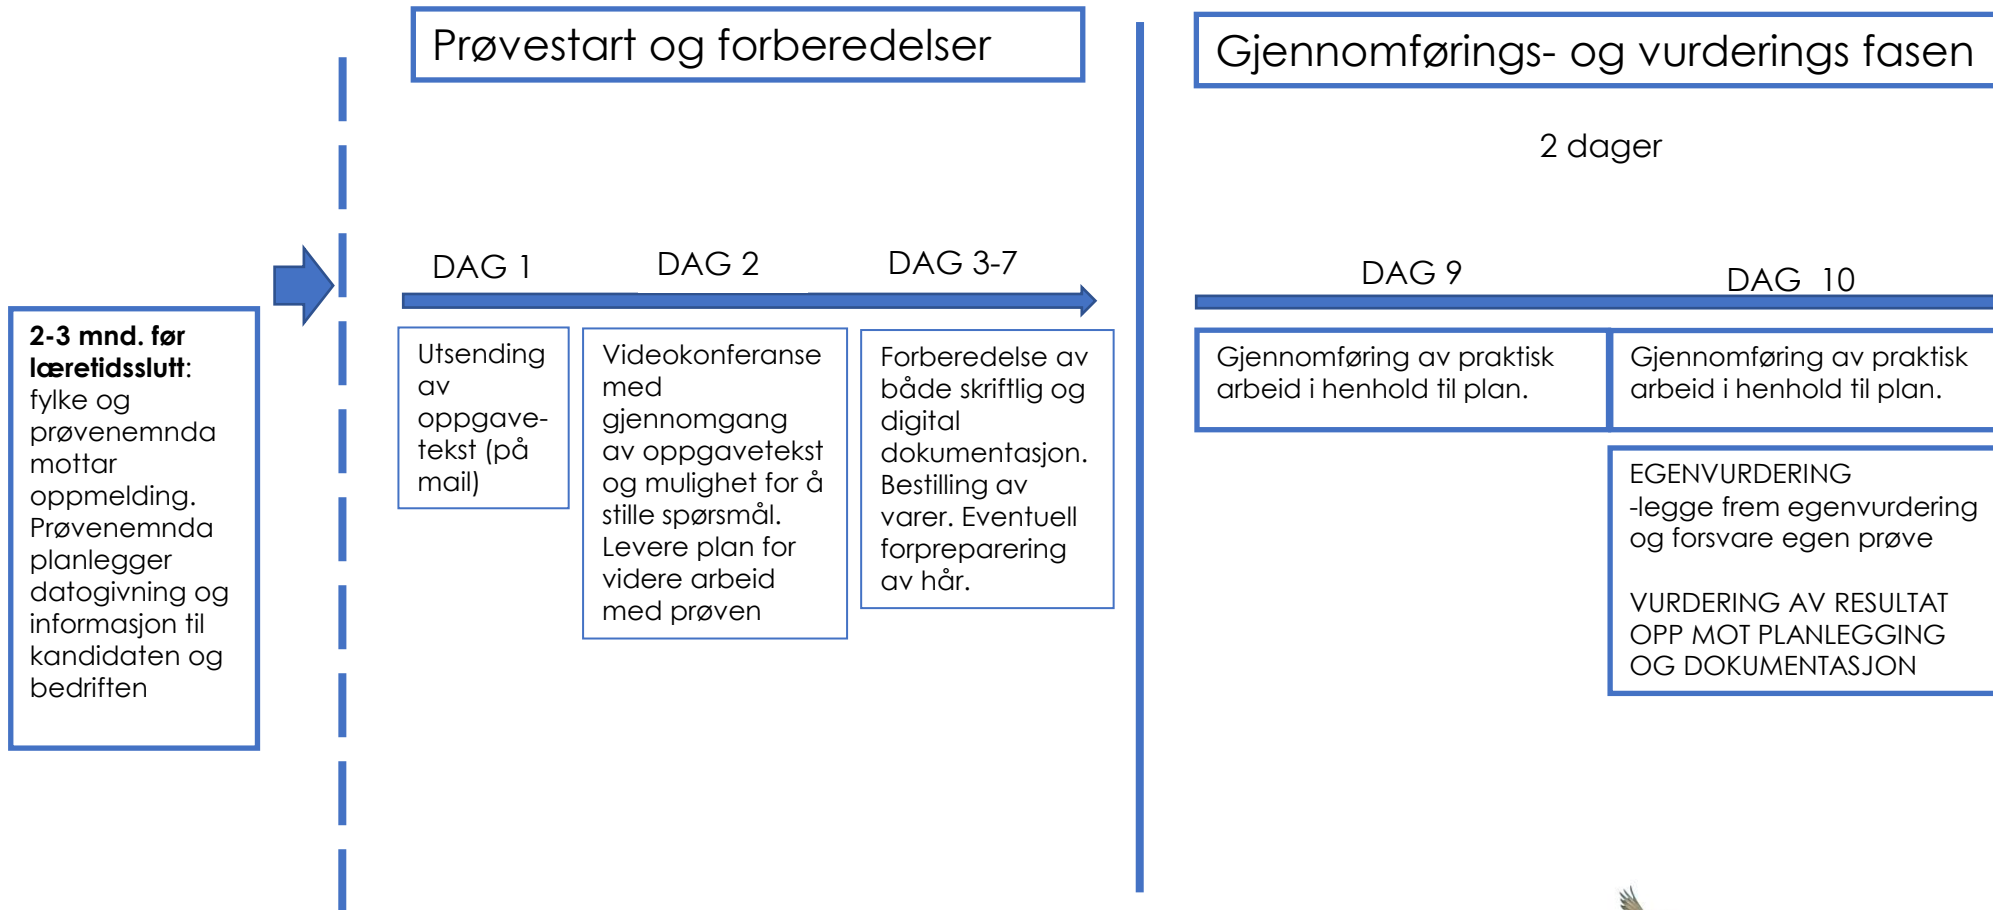 Prøvestart og forberedelser
Gjennomførings- og vurderings fasen
2 dager
2-3 mnd. før
læretidsslutt:
fylke og
prøvenemnda
mottar
oppmelding.
Prøvenemnda
planlegger
datogivning og
informasjon til
kandidaten og
bedriften
DAG 1
Utsending
av
oppgave-
tekst (på
mail)
DAG 2
Videokonferanse
med
gjennomgang
av oppgavetekst
og mulighet for å
stille spørsmål.
Levere plan for
videre arbeid
med prøven
DAG 3-7
Forberedelse av
både skriftlig og
digital
dokumentasjon.
Bestilling av
varer. Eventuell
forpreparering
av hår.
DAG 9
Gjennomføring av praktisk
arbeid i henhold til plan.
DAG 10
Gjennomføring av praktisk
arbeid i henhold til plan.
EGENVURDERING
-legge frem egenvurdering
og forsvare egen prøve
VURDERING AV RESULTAT
OPP MOT PLANLEGGING
OG DOKUMENTASJON